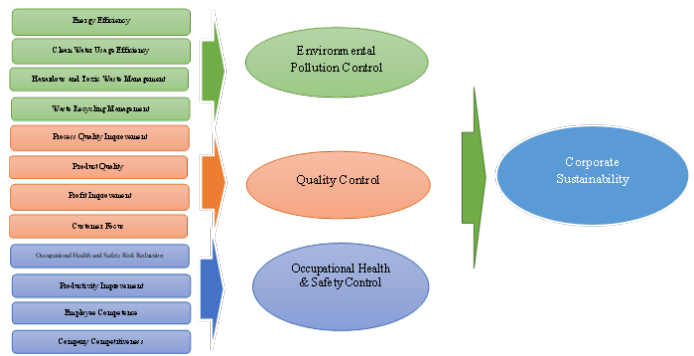 Energy Efficiency
Clean Water Usage Efficiency
Hazardous and Toxic Waste Management
Waste Recycling Management
Process Quality Improvement
Product Quality
Profit Improvement
Customer Focus
Occupational Health and Safety Risk Reduction
Productivity Improvement
Employee Competence
Company Competitiveness
Environmental
Pollution Control
Quality Control
Occupational Health
& Safety Control
Corporate
Sustainability